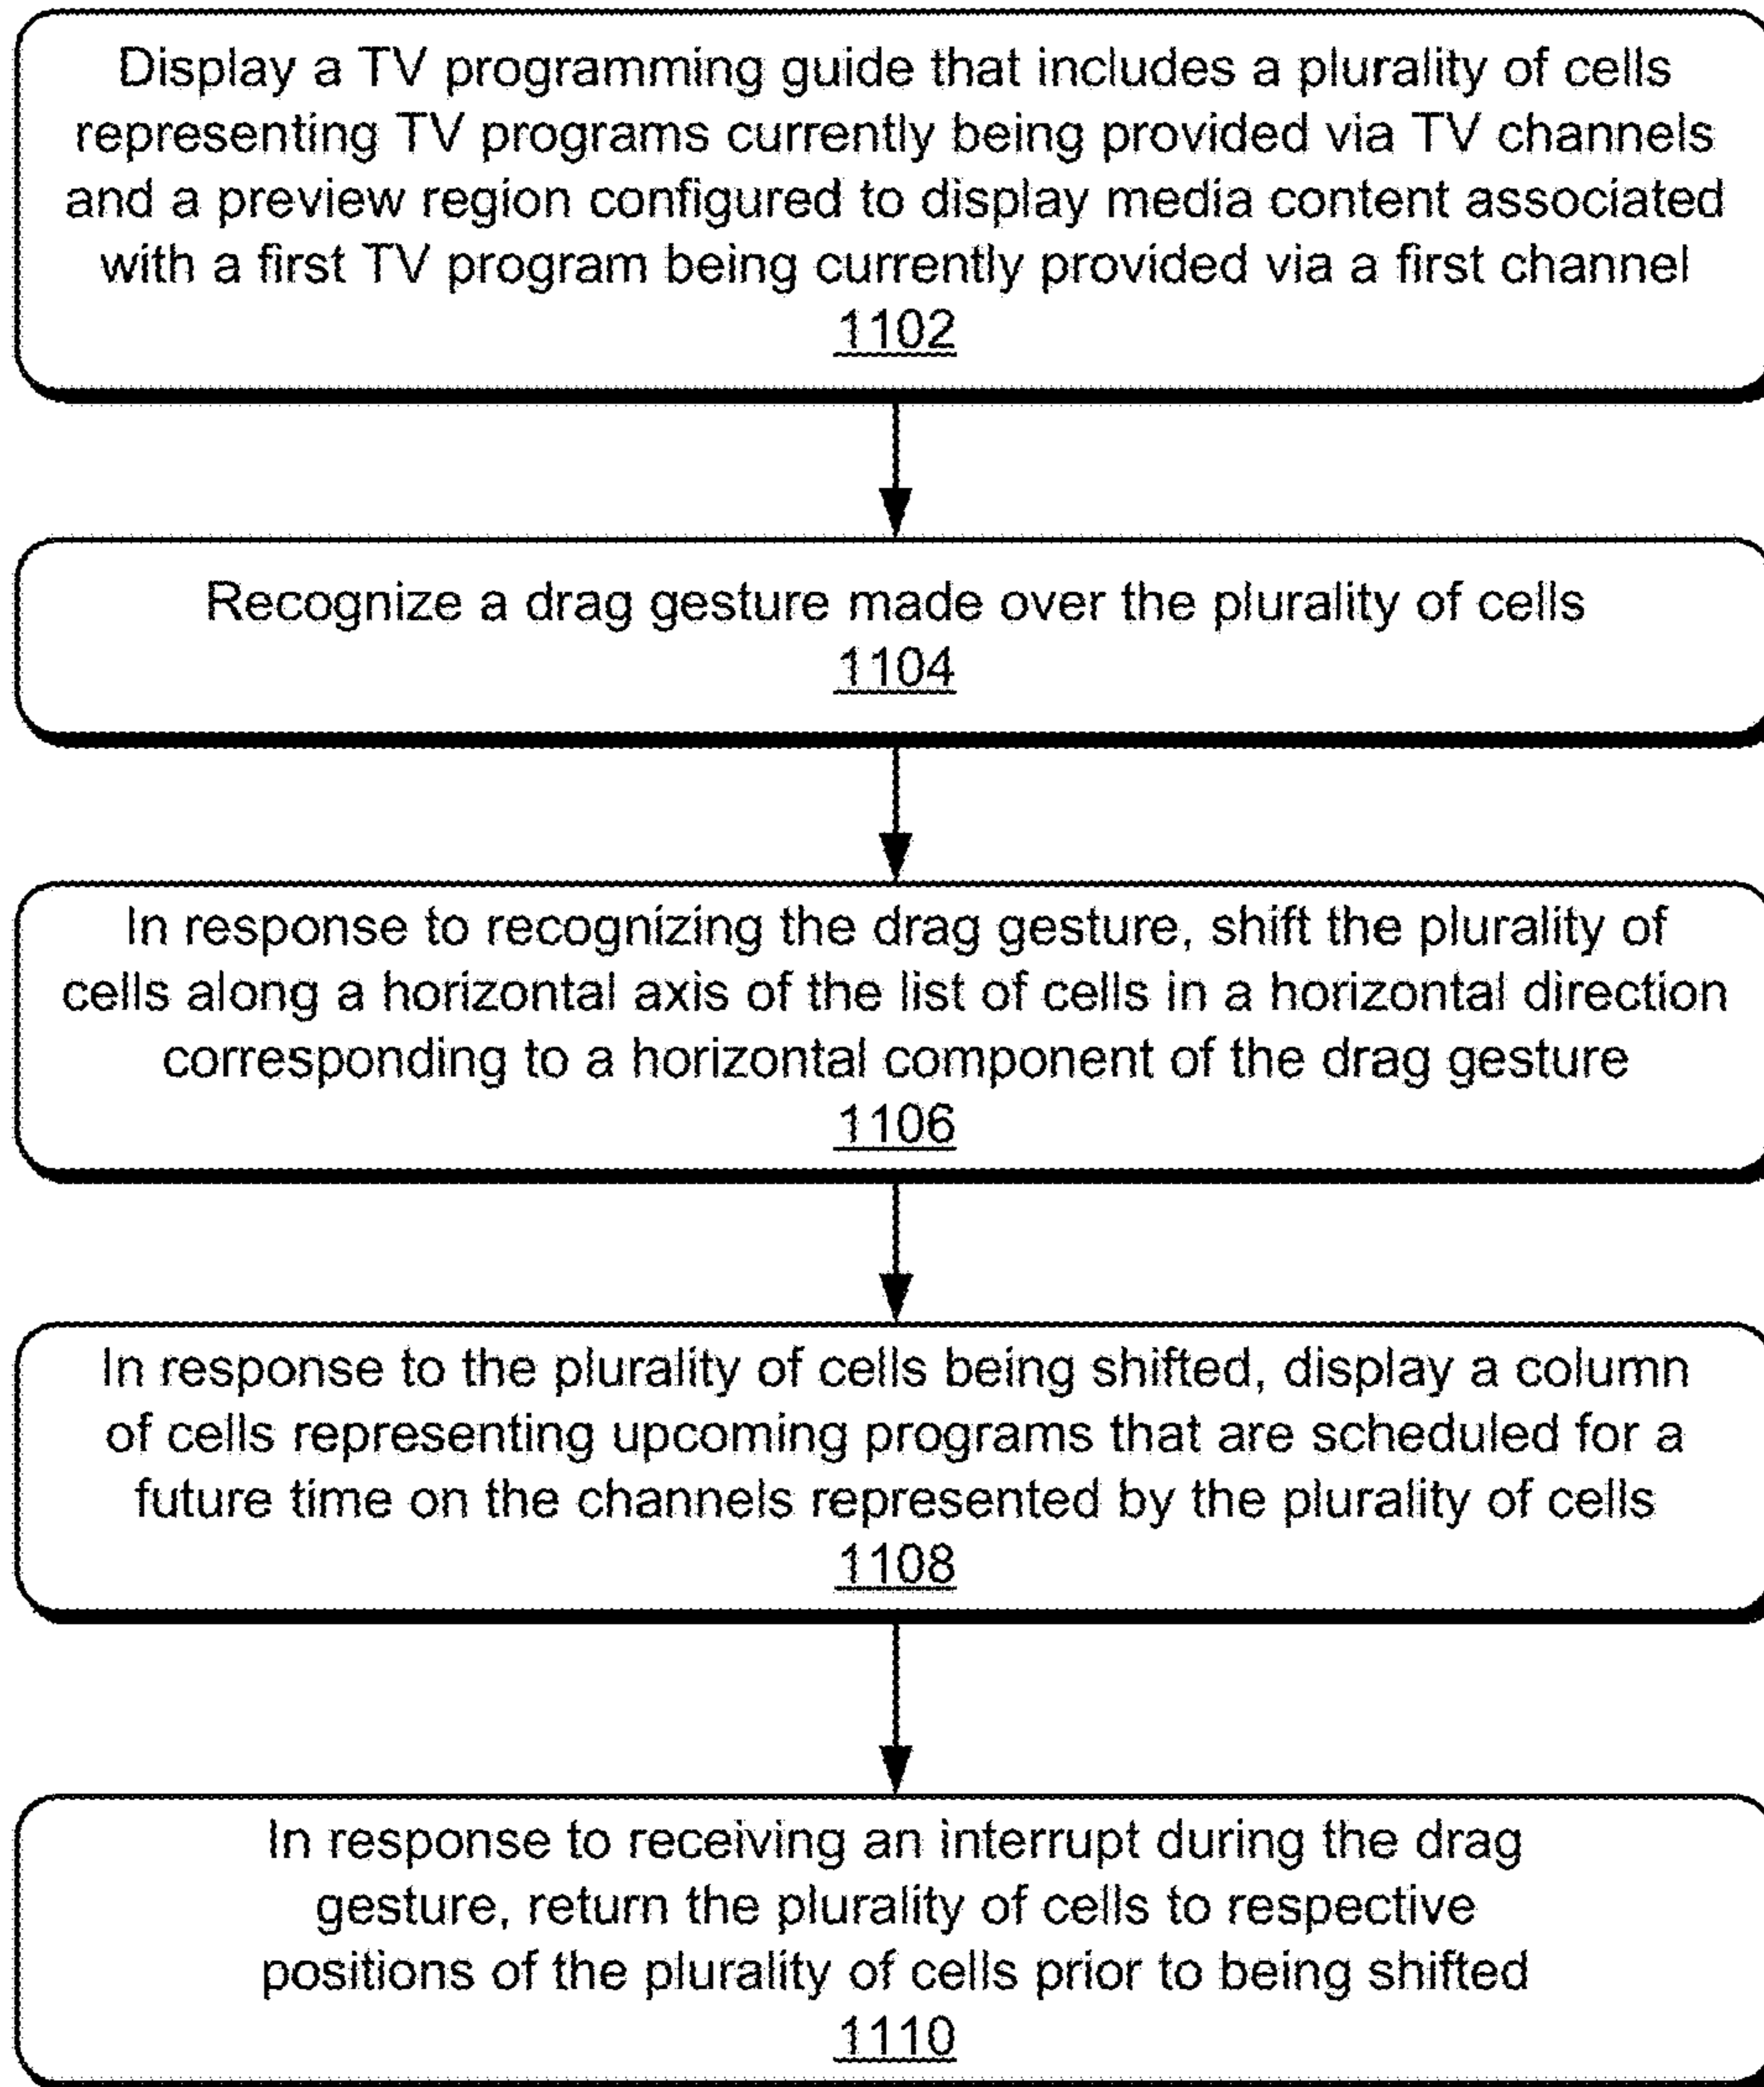 Display a TV programming guide that includes a plurality of cells
representing TV programs currently being provided via TV channels
and a preview region configured to display media content associated
with a first TV program being currently provided via a first channel
1102
Recognize a drag gesture made over the plurality of cells
1104
In response to recognizing the drag gesture, shift the plurality of
cells along a horizontal axis of the list of cells in a horizontal direction
corresponding to a horizontal component of the drag gesture
1106
In response to the plurality of cells being shifted, display a column
of cells representing upcoming programs that are scheduled for a
future time on the channels represented by the plurality of cells
1108
In response to receiving an interrupt during the drag
gesture, return the plurality of cells to respective
positions of the plurality of cells prior to being shifted
1110